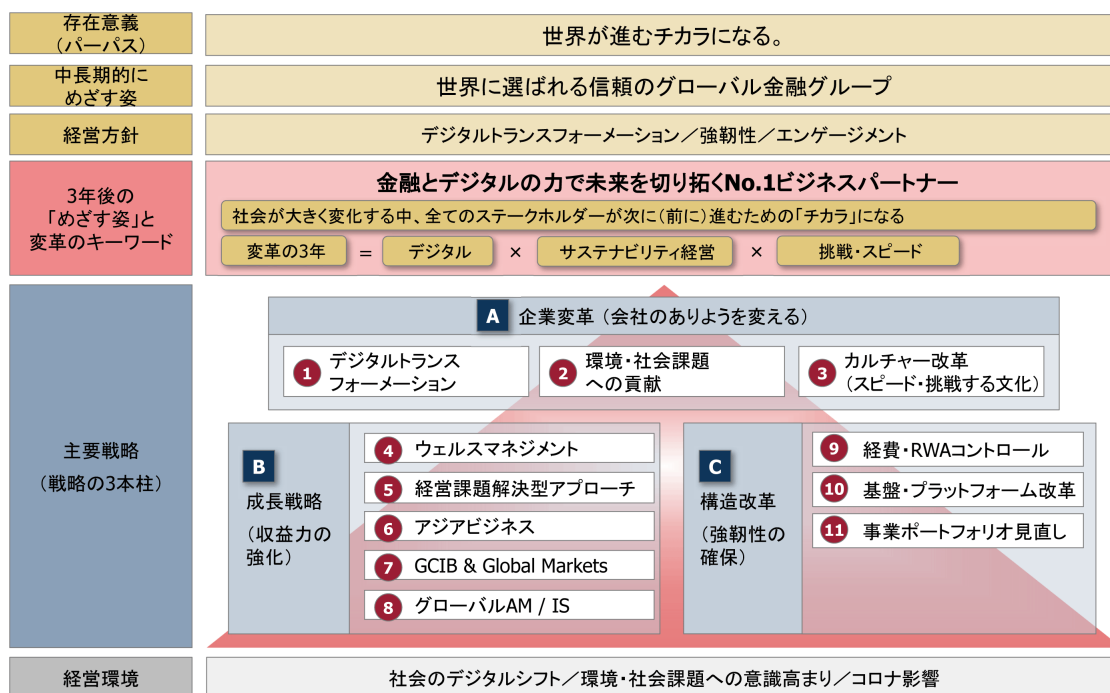 存在意義
（パーパス）
世界が進むチカラになる。
中長期的に
めざす姿
世界に選ばれる信頼のグローバル金融グループ
経営方針
デジタルトランスフォーメーション／強靭性／エンゲージメント
3年後の
「めざす姿」と
変革のキーワード
金融とデジタルの力で未来を切り拓くNo.1ビジネスパートナー
社会が大きく変化する中、全てのステークホルダーが次に（前に）進むための「チカラ」になる
変革の3年 = デジタル × サステナビリティ経営 × 挑戦・スピード
主要戦略
（戦略の3本柱）
A 企業変革（会社のありようを変える）
1 デジタルトランス
フォーメーション
2 環境・社会課題
への貢献
3 カルチャー改革
（スピード・挑戦する文化）
B
成長戦略
（収益力の
強化）
4 ウェルスマネジメント
5 経営課題解決型アプローチ
6 アジアビジネス
7 GCIB & Global Markets
8 グローバルAM / IS
C
構造改革
（強靭性の
確保）
9 経費・RWAコントロール
10 基盤・プラットフォーム改革
11 事業ポートフォリオ見直し
経営環境
社会のデジタルシフト／環境・社会課題への意識高まり／コロナ影響